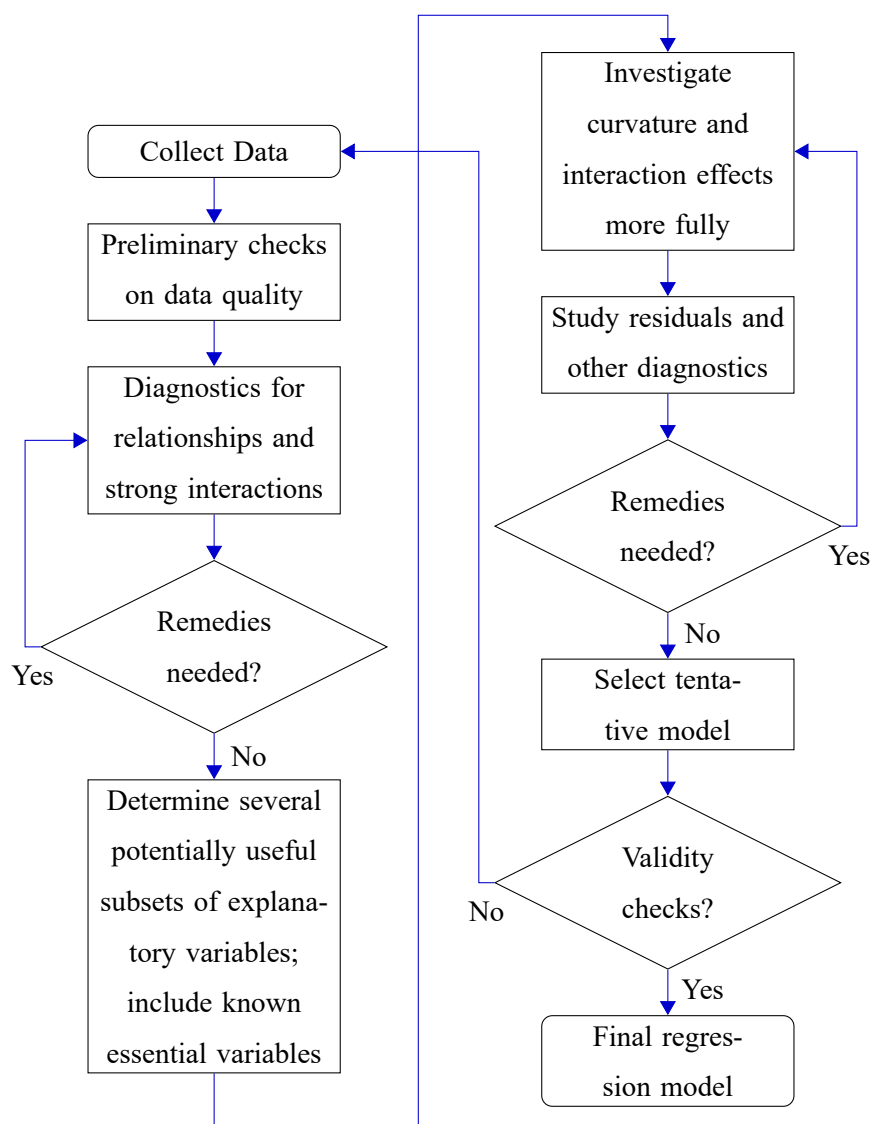 Collect Data
Preliminary checks
on data quality
Diagnostics for
relationships and
strong interactions
Remedies
needed?
Yes
No
Determine several
potentially useful
subsets of explana-
tory variables;
include known
essential variables
Investigate
curvature and
interaction effects
more fully
Study residuals and
other diagnostics
Remedies
needed?
Yes
No
Select tenta-
tive model
Validity
checks?
No
Yes
Final regres-
sion model